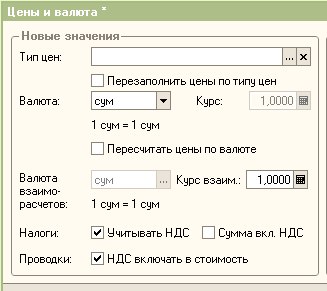 Цены и валюта *
Новые значения
Тип цен: ... ×
Перезаполнить цены по типу цен
Валюта: сум Курс: 1,0000
1 сум = 1 сум
Пересчитать цены по валюте
Валюта
взаимо-
расчетов: сум ... Курс взаим.: 1,0000
1 сум = 1 сум
Налоги: Учитывать НДС Сумма вкл. НДС
Проводки: НДС включать в стоимость